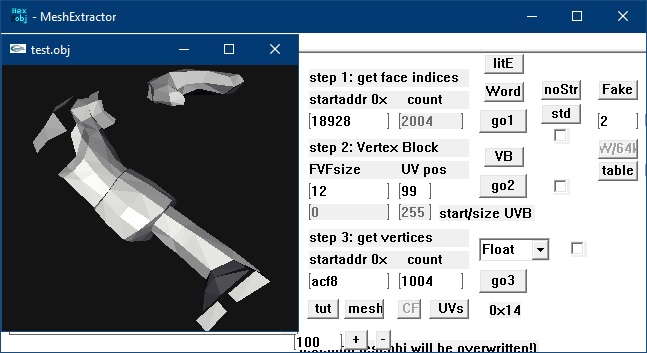 Hex 2 obj - MeshExtractor
test.obj
litE
step 1: get face indices
Word noStr Fake
startaddr 0x count
std
18928 2004 go1 2
step 2: Vertex Block
VB
table
FVFsize UV pos
12 99 go2
0 255 start/size UVB
step 3: get vertices
Float
startaddr 0x count
acf8 1004 go3
tut mesh CF UVs 0x14
100 + -
will be overwritten!)